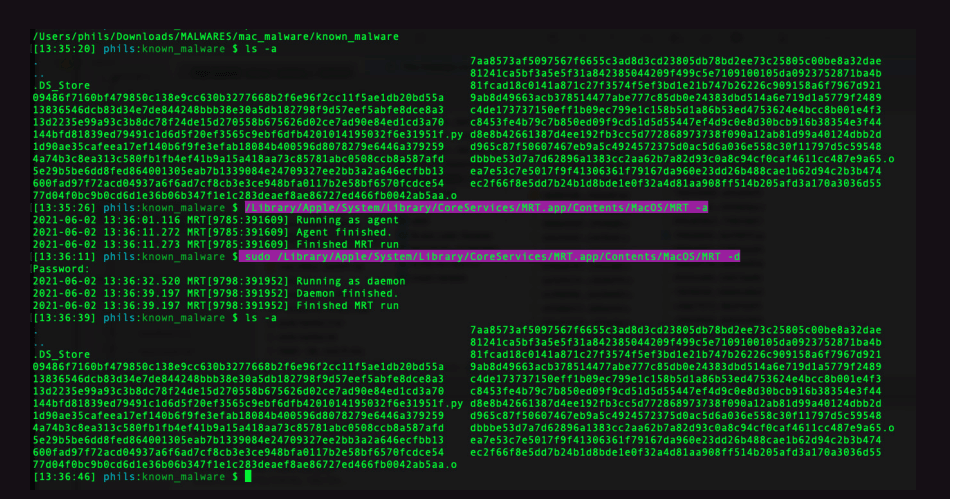 /Users/phils/Downloads/MALWARES/mac_malware/known_malware
[13:35:20] phils:known_malware $ ls -a
. 7aa8573af5097567f6655c3ad8d3cd23805db78bd2ee73c25805c00be8a32dae
.. 81241ca5bf3a5e5f31a842385044209f499c5e7109100105da0923752871ba4b
.DS_Store 81fcad18c0141a871c27f3574f5ef3bd1e21b747b26226c909158a6f7967d921
09486f7160bf479850c138e9cc630b3277668b2f6e96f2cc11f5ae1db20bd55a 9ab8d49663acb378514477abe777c85db0e24383dbd514a6e719d1a5779f2489
13836546dcb83d34e7de844248bbb38e30a5db182798f9d57eef5abfe8dce8a3 c4de173737150eff1b09ec799e1c158b5d1a86b53ed4753624e4bcc8b001e4f3
13d2235e99a93c3b8dc78f24de15d270558b675626d02ce7ad90e84ed1cd3a70 c8453fe4b79c7b850ed09f9cd51d5d55447ef4d9c0e8d30bcb916b38354e3f44
144bfd81839ed79491c1d6d5f20ef3565c9ebf6dfb4201014195032f6e31951f.py d8e8b42661387d4ee192fb3cc5d772868973738f090a12ab81d99a40124dbb2d
1d90ae35cafeea17ef140b6f9fe3efab18084b400596d8078279e6446a379259 d965c87f50607467eb9a5c4924572375d0ac5d6a036e558c30f11797d5c59548
4a74b3c8ea313c580fb1fb4ef41b9a15a418aa73c85781abc0508ccb8a587afd dbbbe53d7a7d62896a1383cc2aa62b7a82d93c0a8c94cf0caf4611cc487e9a65.o
5e29b5be6dd8fed864001305eab7b1339084e24709327ee2bb3a2a646ecfbb13 ea7e53c7e5017f9f41306361f79167da960e23dd26b488cae1b62d94c2b3b474
600fad97f72acd04937a6f6ad7cf8cb3e3ce948bfa0117b2e58bf6570fcdce54 ec2f66f8e5dd7b24b1d8bde1e0f32a4d81aa908ff514b205afd3a170a3036d55
77d04f0bc9b0cd6d1e36b06b347f1e1c283deaef8ae86727ed466fb0042ab5aa.o
[13:35:26] phils:known_malware $ /Library/Apple/System/Library/CoreServices/MRT.app/Contents/MacOS/MRT -a
2021-06-02 13:36:01.116 MRT[9785:391609] Running as agent
2021-06-02 13:36:11.272 MRT[9785:391609] Agent finished.
2021-06-02 13:36:11.273 MRT[9785:391609] Finished MRT run
[13:36:11] phils:known_malware $ sudo /Library/Apple/System/Library/CoreServices/MRT.app/Contents/MacOS/MRT -d
Password:
2021-06-02 13:36:32.520 MRT[9798:391952] Running as daemon
2021-06-02 13:36:39.197 MRT[9798:391952] Daemon finished.
2021-06-02 13:36:39.197 MRT[9798:391952] Finished MRT run
[13:36:39] phils:known_malware $ ls -a
. 7aa8573af5097567f6655c3ad8d3cd23805db78bd2ee73c25805c00be8a32dae
.. 81241ca5bf3a5e5f31a842385044209f499c5e7109100105da0923752871ba4b
.DS_Store 81fcad18c0141a871c27f3574f5ef3bd1e21b747b26226c909158a6f7967d921
09486f7160bf479850c138e9cc630b3277668b2f6e96f2cc11f5ae1db20bd55a 9ab8d49663acb378514477abe777c85db0e24383dbd514a6e719d1a5779f2489
13836546dcb83d34e7de844248bbb38e30a5db182798f9d57eef5abfe8dce8a3 c4de173737150eff1b09ec799e1c158b5d1a86b53ed4753624e4bcc8b001e4f3
13d2235e99a93c3b8dc78f24de15d270558b675626d02ce7ad90e84ed1cd3a70 c8453fe4b79c7b850ed09f9cd51d5d55447ef4d9c0e8d30bcb916b38354e3f44
144bfd81839ed79491c1d6d5f20ef3565c9ebf6dfb4201014195032f6e31951f.py d8e8b42661387d4ee192fb3cc5d772868973738f090a12ab81d99a40124dbb2d
1d90ae35cafeea17ef140b6f9fe3efab18084b400596d8078279e6446a379259 d965c87f50607467eb9a5c4924572375d0ac5d6a036e558c30f11797d5c59548
4a74b3c8ea313c580fb1fb4ef41b9a15a418aa73c85781abc0508ccb8a587afd dbbbe53d7a7d62896a1383cc2aa62b7a82d93c0a8c94cf0caf4611cc487e9a65.o
5e29b5be6dd8fed864001305eab7b1339084e24709327ee2bb3a2a646ecfbb13 ea7e53c7e5017f9f41306361f79167da960e23dd26b488cae1b62d94c2b3b474
600fad97f72acd04937a6f6ad7cf8cb3e3ce948bfa0117b2e58bf6570fcdce54 ec2f66f8e5dd7b24b1d8bde1e0f32a4d81aa908ff514b205afd3a170a3036d55
77d04f0bc9b0cd6d1e36b06b347f1e1c283deaef8ae86727ed466fb0042ab5aa.o
[13:36:46] phils:known_malware $